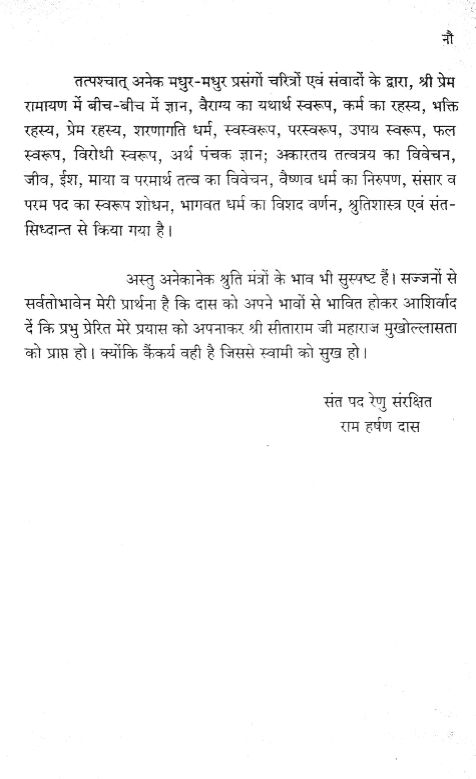 नौ
तत्पश्चात् अनेक मधुर-मधुर प्रसंगों चरित्रों एवं संवादों के द्वारा, श्री प्रेम
रामायण में बीच-बीच में ज्ञान, वैराग्य का यथार्थ स्वरूप, कर्म का रहस्य, भक्ति
रहस्य, प्रेम रहस्य, शरणागति धर्म, स्वस्वरूप, परस्वरूप, उपाय स्वरूप, फल
स्वरूप, विरोधी स्वरूप, अर्थ पंचक ज्ञान; अकारतय तत्वत्रय का विवेचन,
जीव, ईश, माया व परमार्थ तत्व का विवेचन, वैष्णव धर्म का निरुपण, संसार व
परम पद का स्वरूप शोधन, भागवत धर्म का विशद वर्णन, श्रुतिशास्त्र एवं संत-
सिध्दान्त से किया गया है।
अस्तु अनेकानेक श्रुति मंत्रों के भाव भी सुस्पष्ट हैं। सज्जनों से
सर्वतोभावेन मेरी प्रार्थना है कि दास को अपने भावों से भावित होकर आशिर्वाद
दें कि प्रभु प्रेरित मेरे प्रयास को अपनाकर श्री सीताराम जी महाराज मुखोल्लासता
को प्राप्त हो। क्योंकि कैंकर्य वही है जिससे स्वामी को सुख हो।
संत पद रेणु संरक्षित
राम हर्षण दास